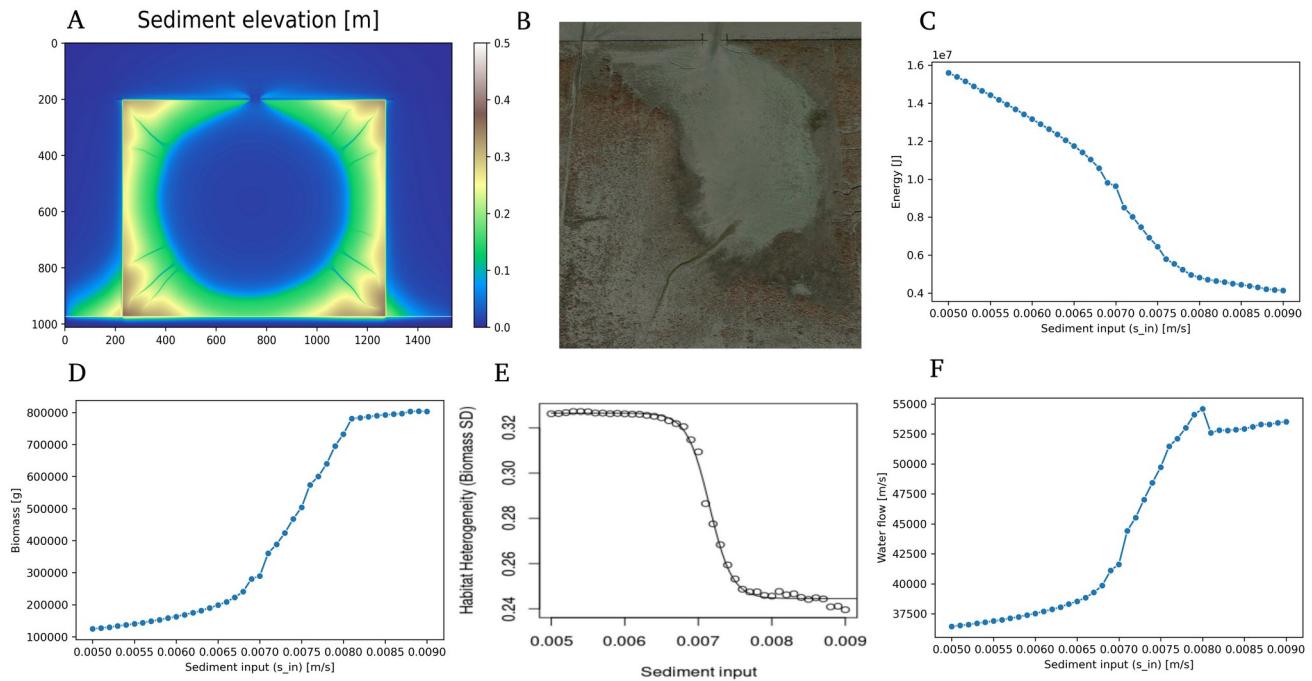 A
Sediment elevation [m]
0
200
400
600
800
1000
0
200
400
600
800
1000
1200
1400
0.5
0.4
0.3
0.2
0.1
0.0
B
C
1e7
1.6
1.4
1.2
1.0
0.8
0.6
0.4
Energy [J]
0.0050 0.0055 0.0060 0.0065 0.0070 0.0075 0.0080 0.0085 0.0090
Sediment input (s_in) [m/s]
D
800000
700000
600000
500000
400000
300000
200000
100000
Biomass [g]
0.0050 0.0055 0.0060 0.0065 0.0070 0.0075 0.0080 0.0085 0.0090
Sediment input (s_in) [m/s]
E
Habitat Heterogeneity (Biomass SD)
0.32
0.30
0.28
0.26
0.24
0.005
0.006
0.007
0.008
0.009
Sediment input
F
55000
52500
50000
47500
45000
42500
40000
37500
Water flow [m/s]
0.0050 0.0055 0.0060 0.0065 0.0070 0.0075 0.0080 0.0085 0.0090
Sediment input (s_in) [m/s]